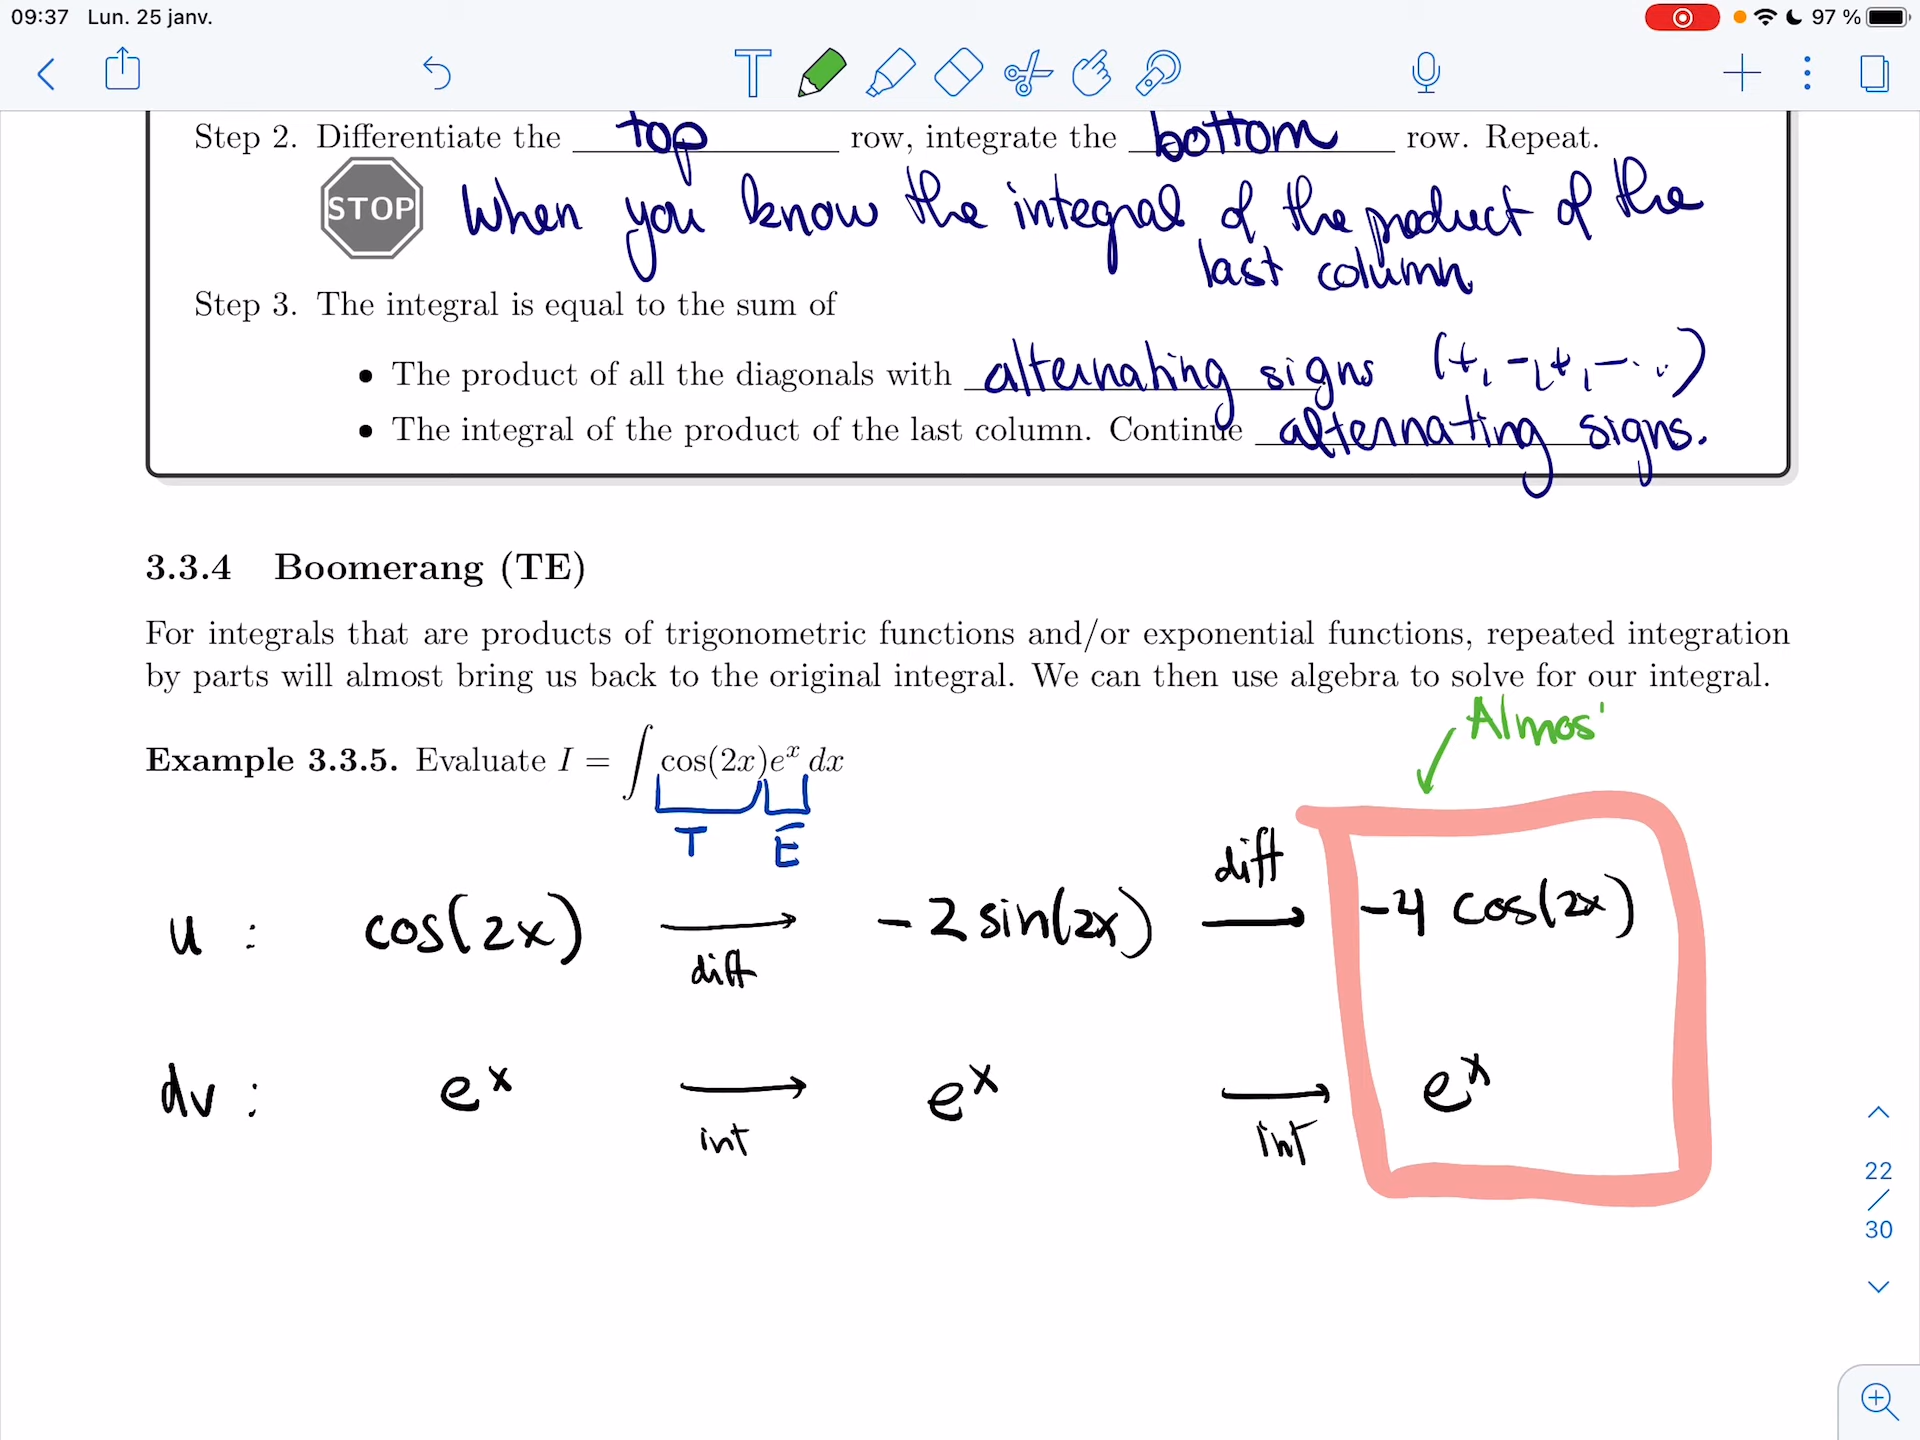 09:37 Lun. 25 janv. 97 %
Step 2. Differentiate the top row, integrate the bottom row. Repeat.
STOP When you know the integral of the product of the
last column.
Step 3. The integral is equal to the sum of
• The product of all the diagonals with alternating signs (+, -, +, - ...)
• The integral of the product of the last column. Continue alternating signs.
3.3.4 Boomerang (TE)
For integrals that are products of trigonometric functions and/or exponential functions, repeated integration
by parts will almost bring us back to the original integral. We can then use algebra to solve for our integral.
Almos'
Example 3.3.5. Evaluate I = ∫ cos(2x)eˣ dx
T E
diff
u : cos(2x) → -2 sin(2x) → -4 cos(2x)
diff
dv : eˣ → eˣ → eˣ
int int
22
/
30